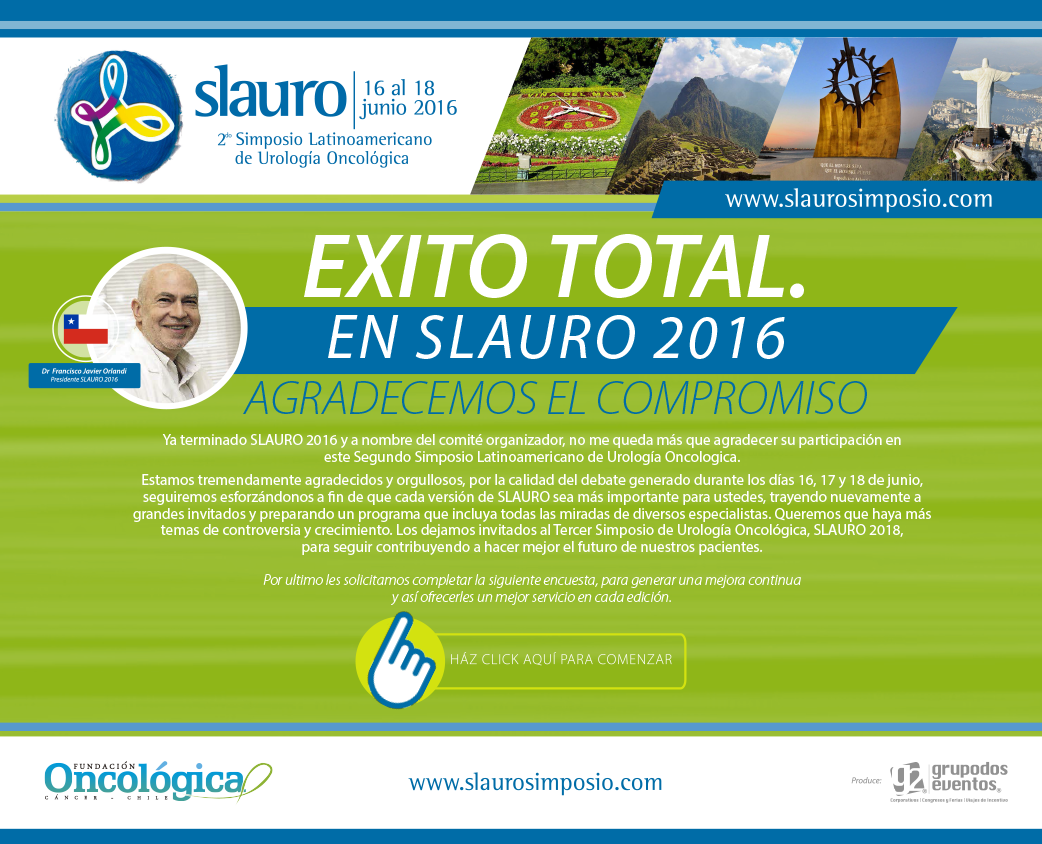 slauro
16 al 18
junio 2016
2do Simposio Latinoamericano
de Urología Oncológica
VIÑA DEL MAR
www.slaurosimposio.com
EXITO TOTAL.
EN SLAURO 2016
AGRADECEMOS EL COMPROMISO
Dr Francisco Javier Orlandi
Presidente SLAURO 2016
Ya terminado SLAURO 2016 y a nombre del comité organizador, no me queda más que agradecer su participación en
este Segundo Simposio Latinoamericano de Urología Oncologica.
Estamos tremendamente agradecidos y orgullosos, por la calidad del debate generado durante los días 16, 17 y 18 de junio,
seguiremos esforzándonos a fin de que cada versión de SLAURO sea más importante para ustedes, trayendo nuevamente a
grandes invitados y preparando un programa que incluya todas las miradas de diversos especialistas. Queremos que haya más
temas de controversia y crecimiento. Los dejamos invitados al Tercer Simposio de Urología Oncológica, SLAURO 2018,
para seguir contribuyendo a hacer mejor el futuro de nuestros pacientes.
Por ultimo les solicitamos completar la siguiente encuesta, para generar una mejora continua
y así ofrecerles un mejor servicio en cada edición.
HÁZ CLICK AQUÍ PARA COMENZAR
FUNDACIÓN
Oncológica
CÁNCER - CHILE
www.slaurosimposio.com
Produce:
g2
grupodos
eventos®
Corporativos | Congresos y Ferias | Viajes de Incentivo